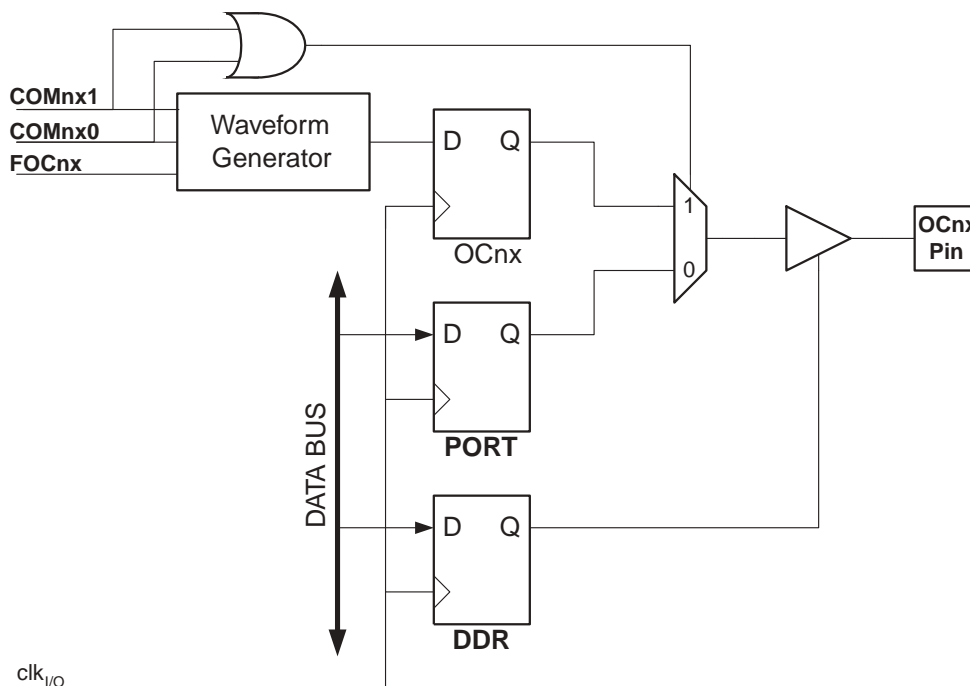 COMnx1
COMnx0
FOCnx
Waveform
Generator
D Q
OCnx
1
0
OCnx
Pin
D Q
PORT
DATA BUS
D Q
DDR
clkI/O